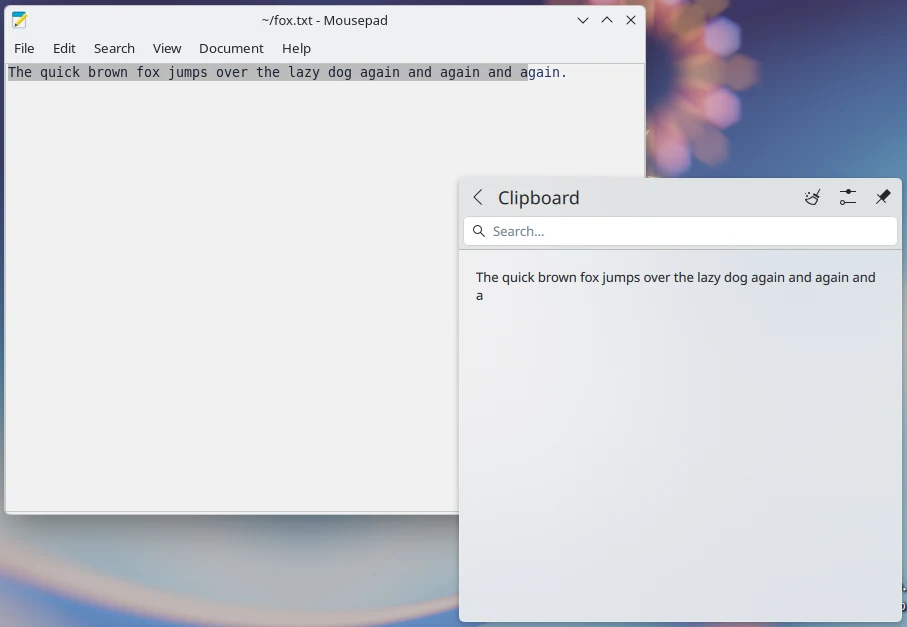 ~/fox.txt - Mousepad
File Edit Search View Document Help
The quick brown fox jumps over the lazy dog again and again and again.
Clipboard
Search...
The quick brown fox jumps over the lazy dog again and again and
a